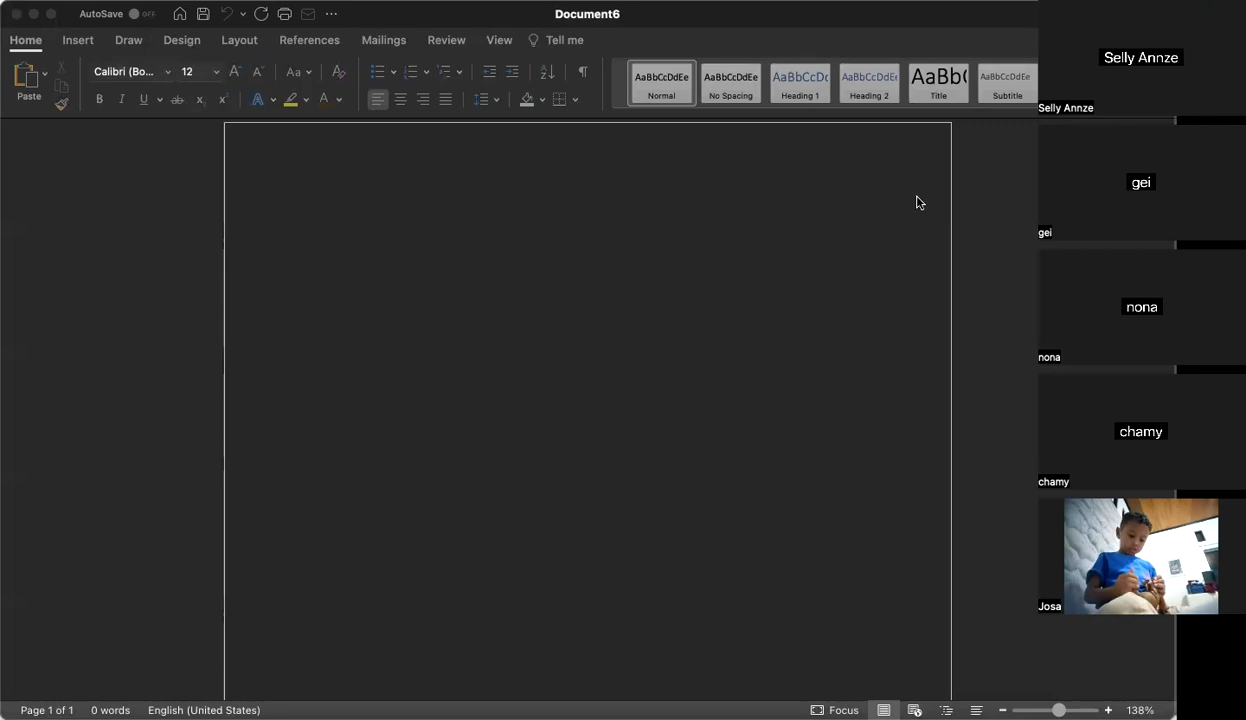 AutoSave OFF
Document6
Home Insert Draw Design Layout References Mailings Review View Tell me
Paste
Calibri (Bo... 12
Aa
AaBbCcDdEe
Normal
AaBbCcDdEe
No Spacing
AaBbCcDc
Heading 1
AaBbCcDdEe
Heading 2
AaBb(
Title
AaBbCcDdEe
Subtitle
Selly Annze
Selly Annze
gei
gei
nona
nona
chamy
chamy
Josa
Page 1 of 1 0 words English (United States) Focus 138%